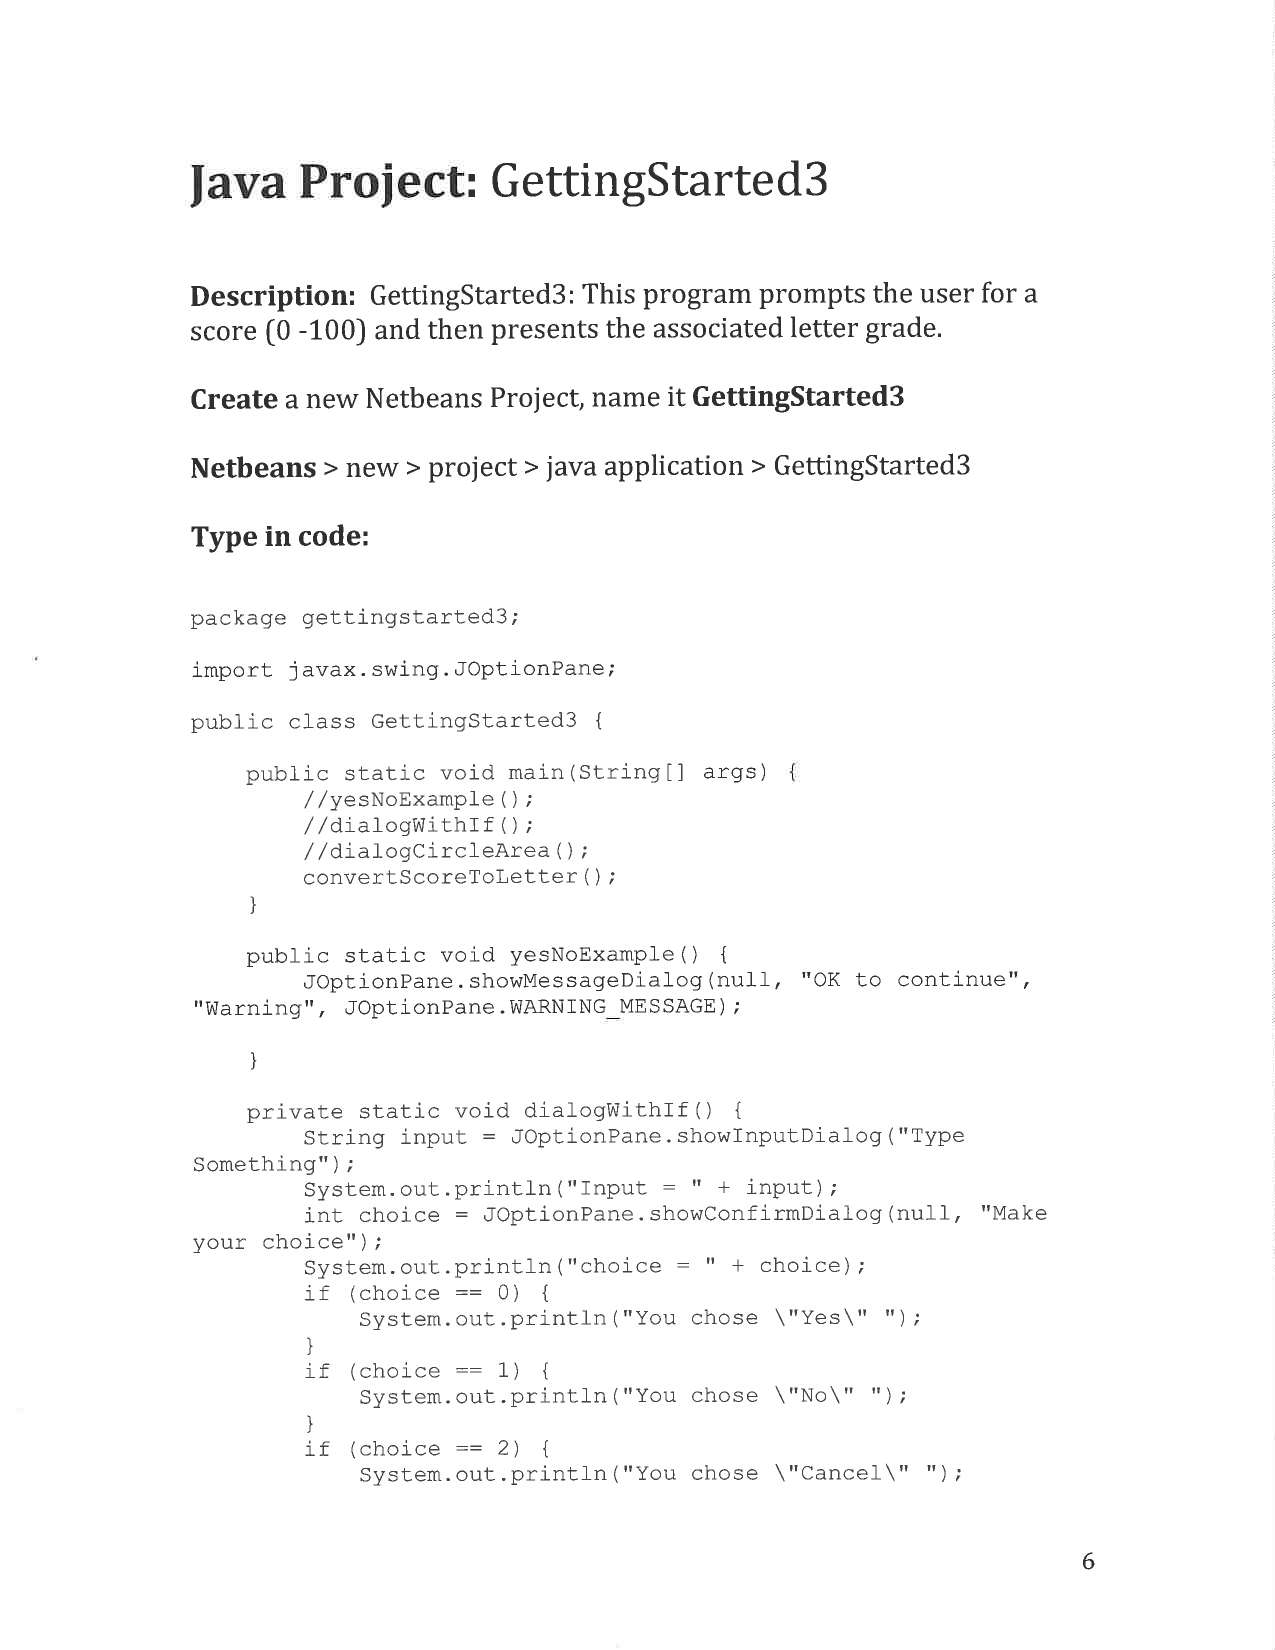 Java Project: GettingStarted3
Description: GettingStarted3: This program prompts the user for a
score (0 -100) and then presents the associated letter grade.
Create a new Netbeans Project, name it GettingStarted3
Netbeans > new > project > java application > GettingStarted3
Type in code:
package gettingstarted3;
import javax.swing.JOptionPane;
public class GettingStarted3 {
    public static void main(String[] args) {
        //yesNoExample();
        //dialogWithIf();
        //dialogCircleArea();
        convertScoreToLetter();
    }
    public static void yesNoExample() {
        JOptionPane.showMessageDialog(null, "OK to continue",
"Warning", JOptionPane.WARNING_MESSAGE);
    }
    private static void dialogWithIf() {
        String input = JOptionPane.showInputDialog("Type
Something");
        System.out.println("Input = " + input);
        int choice = JOptionPane.showConfirmDialog(null, "Make
your choice");
        System.out.println("choice = " + choice);
        if (choice == 0) {
            System.out.println("You chose \"Yes\" ");
        }
        if (choice == 1) {
            System.out.println("You chose \"No\" ");
        }
        if (choice == 2) {
            System.out.println("You chose \"Cancel\" ");
6